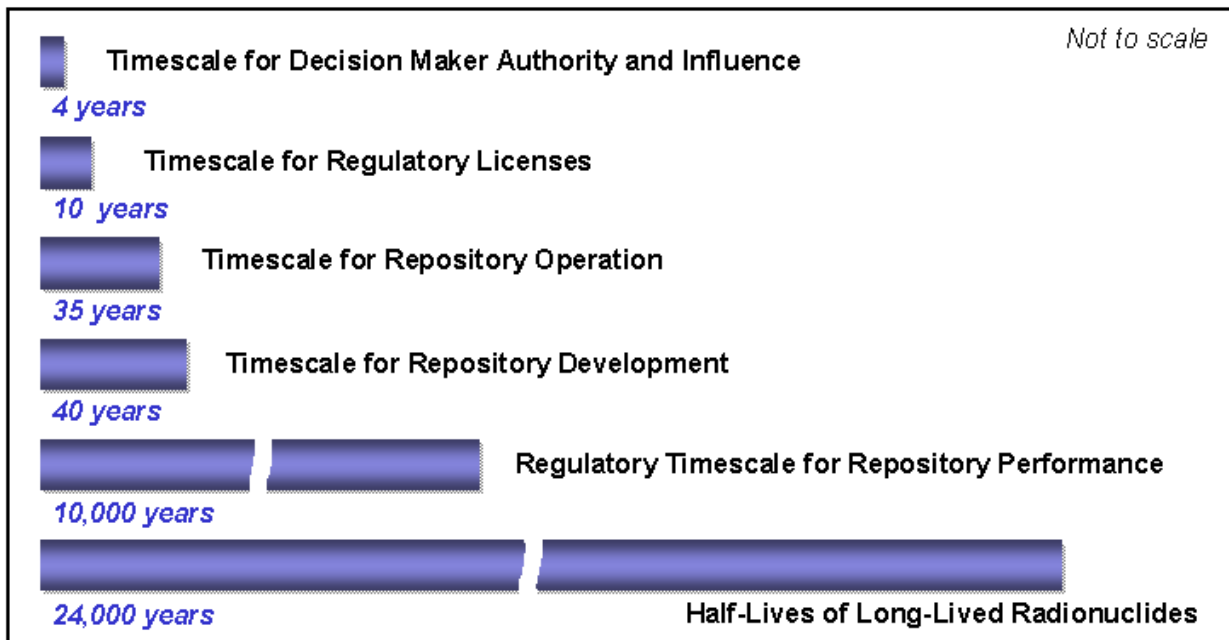 Not to scale
Timescale for Decision Maker Authority and Influence
4 years
Timescale for Regulatory Licenses
10 years
Timescale for Repository Operation
35 years
Timescale for Repository Development
40 years
Regulatory Timescale for Repository Performance
10,000 years
24,000 years
Half-Lives of Long-Lived Radionuclides